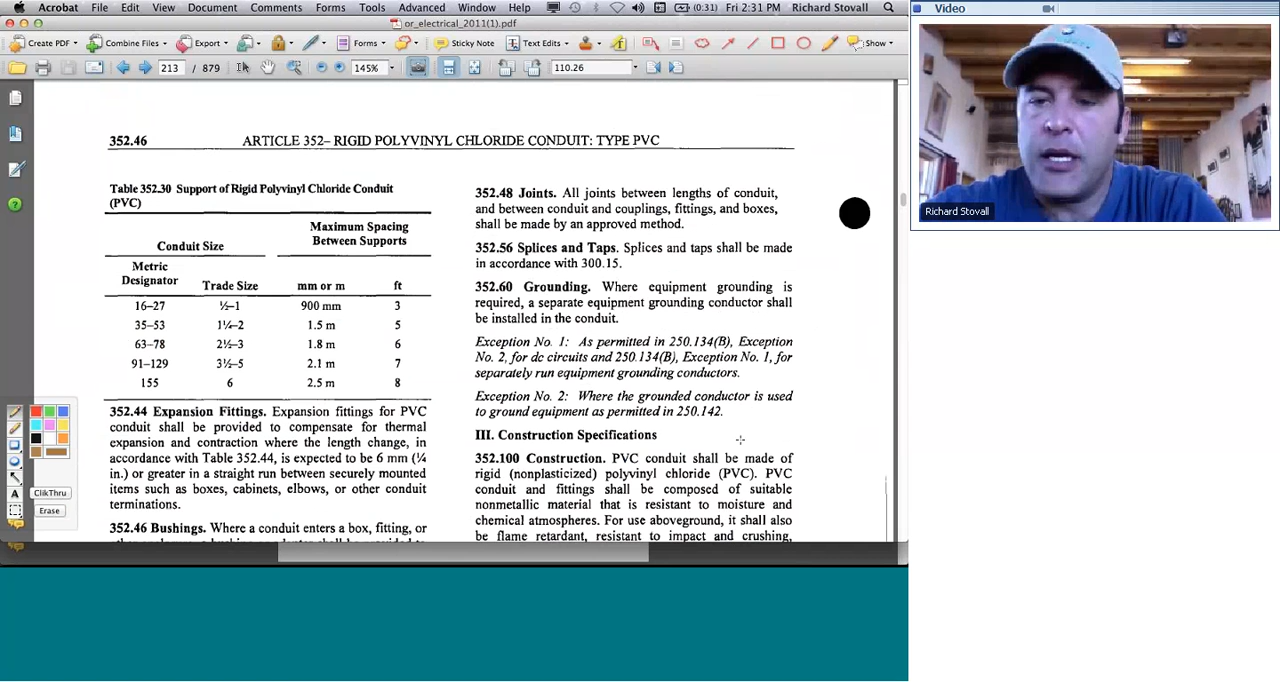 Acrobat File Edit View Document Comments Forms Tools Advanced Window Help (0:31) Fri 2:31 PM Richard Stovall
or_electrical_2011(1).pdf
Create PDF Combine Files Export Forms Sticky Note Text Edits Show
213 / 879 145% 110.26
352.46 ARTICLE 352– RIGID POLYVINYL CHLORIDE CONDUIT: TYPE PVC
Table 352.30 Support of Rigid Polyvinyl Chloride Conduit
(PVC)
Maximum Spacing
Between Supports
Conduit Size
Metric
Designator Trade Size mm or m ft
16–27 ½–1 900 mm 3
35–53 1¼–2 1.5 m 5
63–78 2½–3 1.8 m 6
91–129 3½–5 2.1 m 7
155 6 2.5 m 8
352.44 Expansion Fittings. Expansion fittings for PVC
conduit shall be provided to compensate for thermal
expansion and contraction where the length change, in
accordance with Table 352.44, is expected to be 6 mm (¼
in.) or greater in a straight run between securely mounted
items such as boxes, cabinets, elbows, or other conduit
terminations.
352.46 Bushings. Where a conduit enters a box, fitting, or
352.48 Joints. All joints between lengths of conduit,
and between conduit and couplings, fittings, and boxes,
shall be made by an approved method.
352.56 Splices and Taps. Splices and taps shall be made
in accordance with 300.15.
352.60 Grounding. Where equipment grounding is
required, a separate equipment grounding conductor shall
be installed in the conduit.
Exception No. 1: As permitted in 250.134(B), Exception
No. 2, for dc circuits and 250.134(B), Exception No. 1, for
separately run equipment grounding conductors.
Exception No. 2: Where the grounded conductor is used
to ground equipment as permitted in 250.142.
III. Construction Specifications
352.100 Construction. PVC conduit shall be made of
rigid (nonplasticized) polyvinyl chloride (PVC). PVC
conduit and fittings shall be composed of suitable
nonmetallic material that is resistant to moisture and
chemical atmospheres. For use aboveground, it shall also
be flame retardant, resistant to impact and crushing,
A
ClikThru
Erase
Video
Richard Stovall